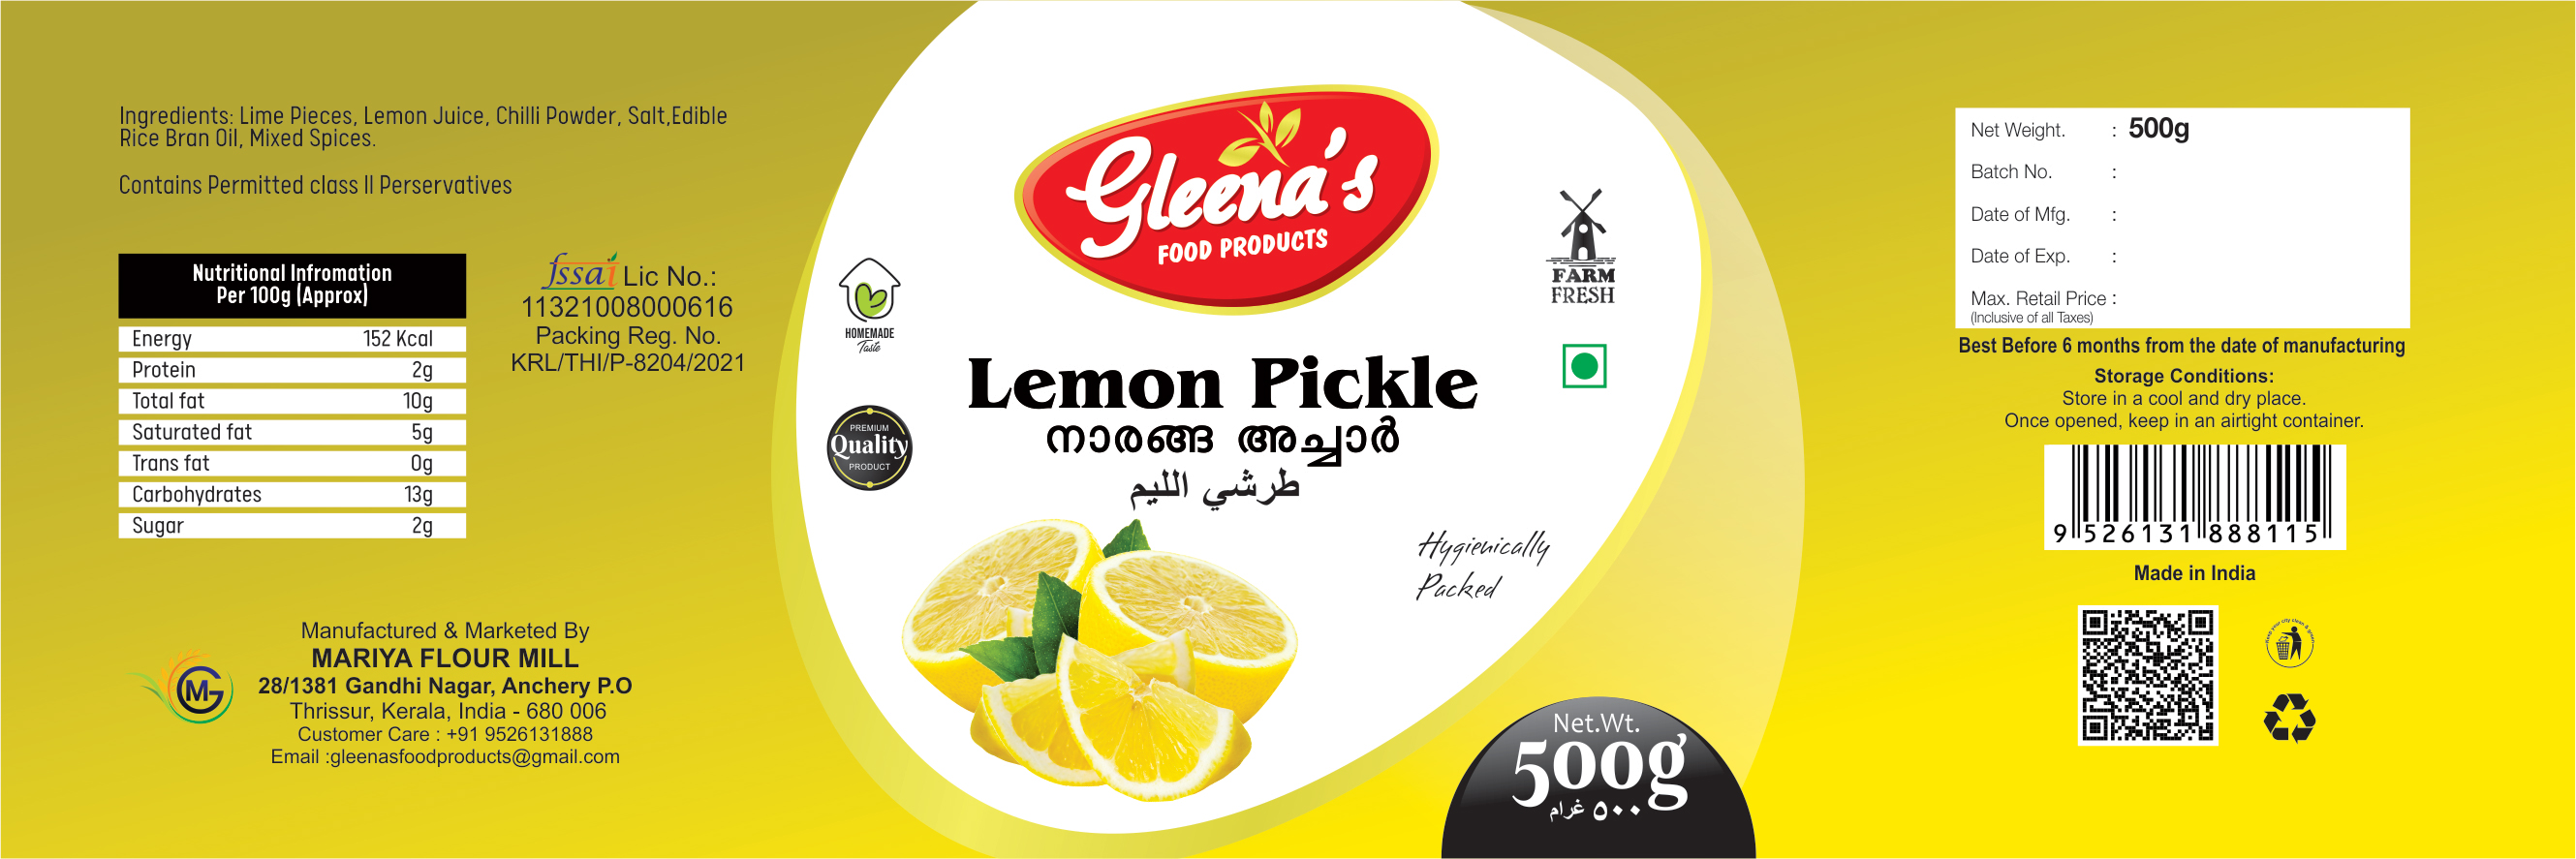 Ingredients: Lime Pieces, Lemon Juice, Chilli Powder, Salt,Edible
Rice Bran Oil, Mixed Spices.
Contains Permitted class II Perservatives
Nutritional Infromation
Per 100g (Approx)
Energy 152 Kcal
Protein 2g
Total fat 10g
Saturated fat 5g
Trans fat 0g
Carbohydrates 13g
Sugar 2g
fssai Lic No.:
11321008000616
Packing Reg. No.
KRL/THI/P-8204/2021
Manufactured & Marketed By
MARIYA FLOUR MILL
28/1381 Gandhi Nagar, Anchery P.O
Thrissur, Kerala, India - 680 006
Customer Care : +91 9526131888
Email :gleenasfoodproducts@gmail.com
MG
Gleena's
FOOD PRODUCTS
HOMEMADE
Taste
PREMIUM
Quality
PRODUCT
FARM
FRESH
Lemon Pickle
നാരങ്ങ അച്ചാർ
طرشي الليم
Hygienically
Packed
Net.Wt.
500g
٥٠٠ غرام
Net Weight. : 500g
Batch No. :
Date of Mfg. :
Date of Exp. :
Max. Retail Price :
(Inclusive of all Taxes)
Best Before 6 months from the date of manufacturing
Storage Conditions:
Store in a cool and dry place.
Once opened, keep in an airtight container.
9 526131 888115
Made in India
Keep your city clean & green